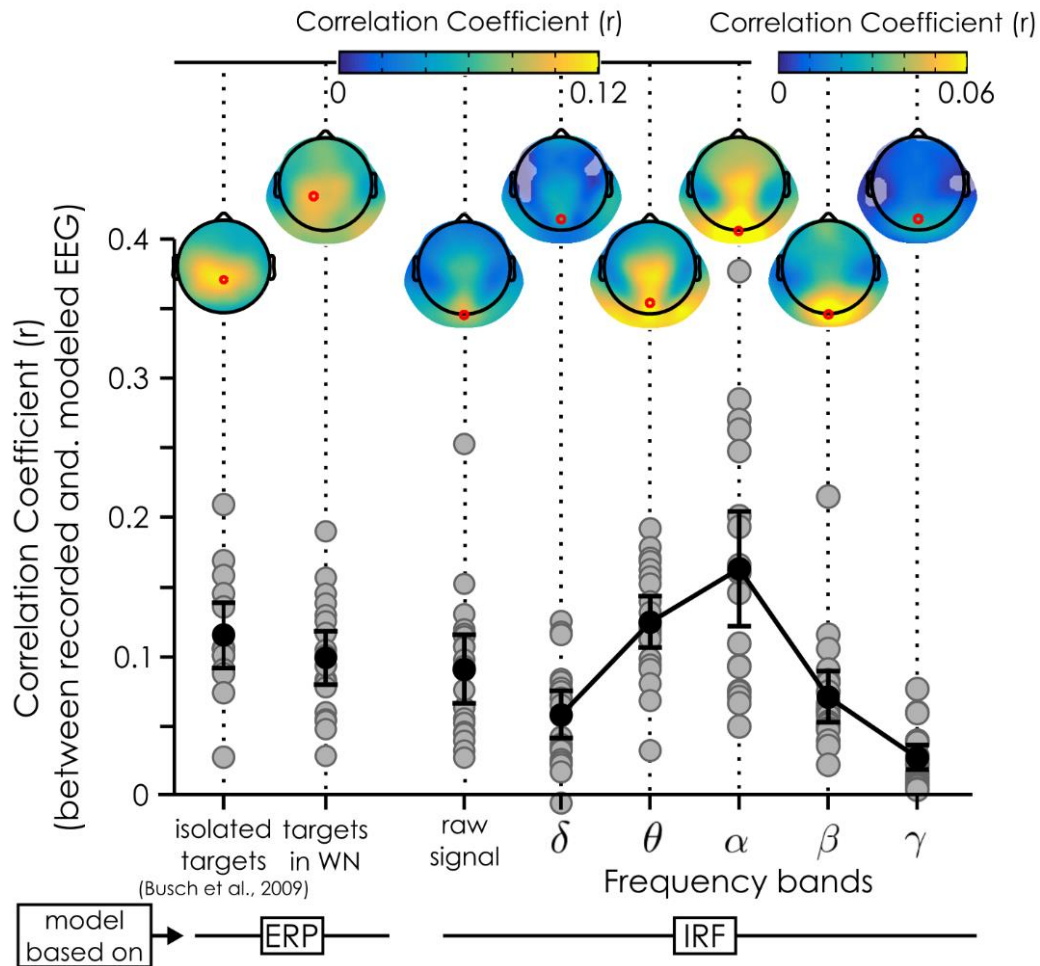 Correlation Coefficient (r)
Correlation Coefficient (r)
0
0.12
0
0.06
Correlation Coefficient (r)
(between recorded and. modeled EEG)
0.4
0.3
0.2
0.1
0
isolated
targets
(Busch et al., 2009)
targets
in WN
raw
signal
δ
θ
α
β
γ
Frequency bands
model
based on
ERP
IRF